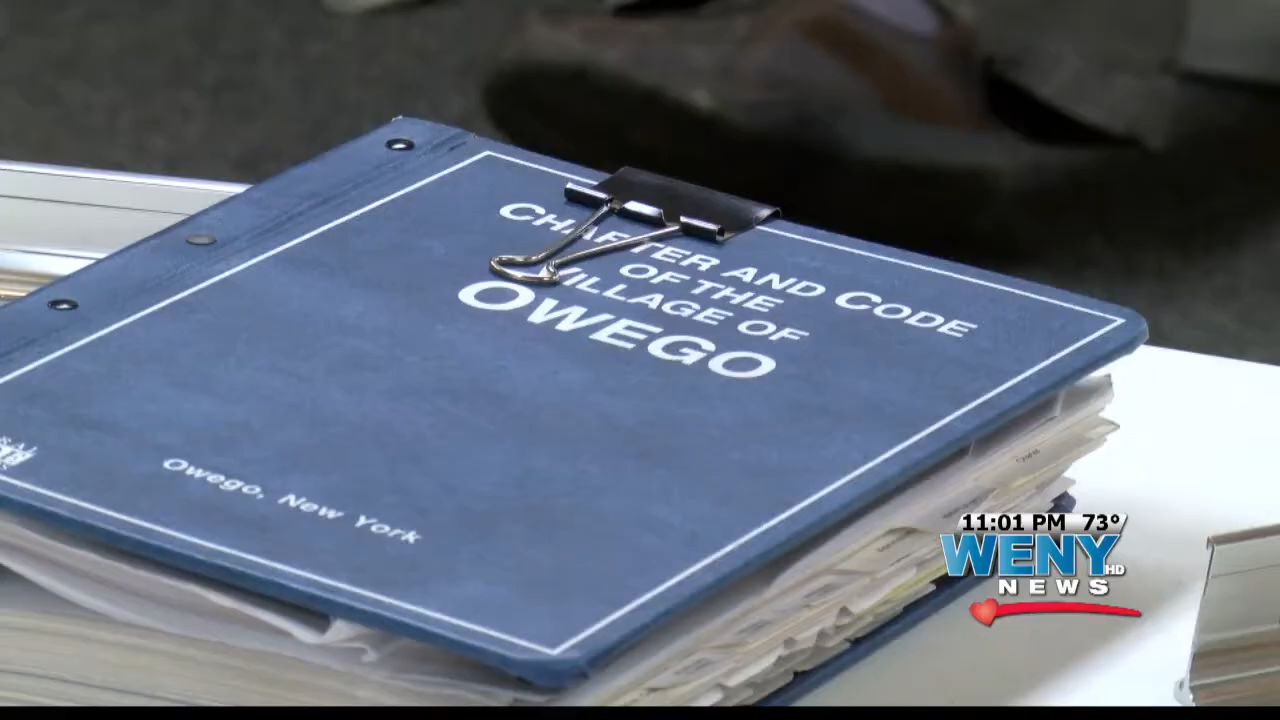 CHARTER AND CODE
OF THE
VILLAGE OF
OWEGO
Owego, New York
11:01 PM 73°
WENY HD
NEWS